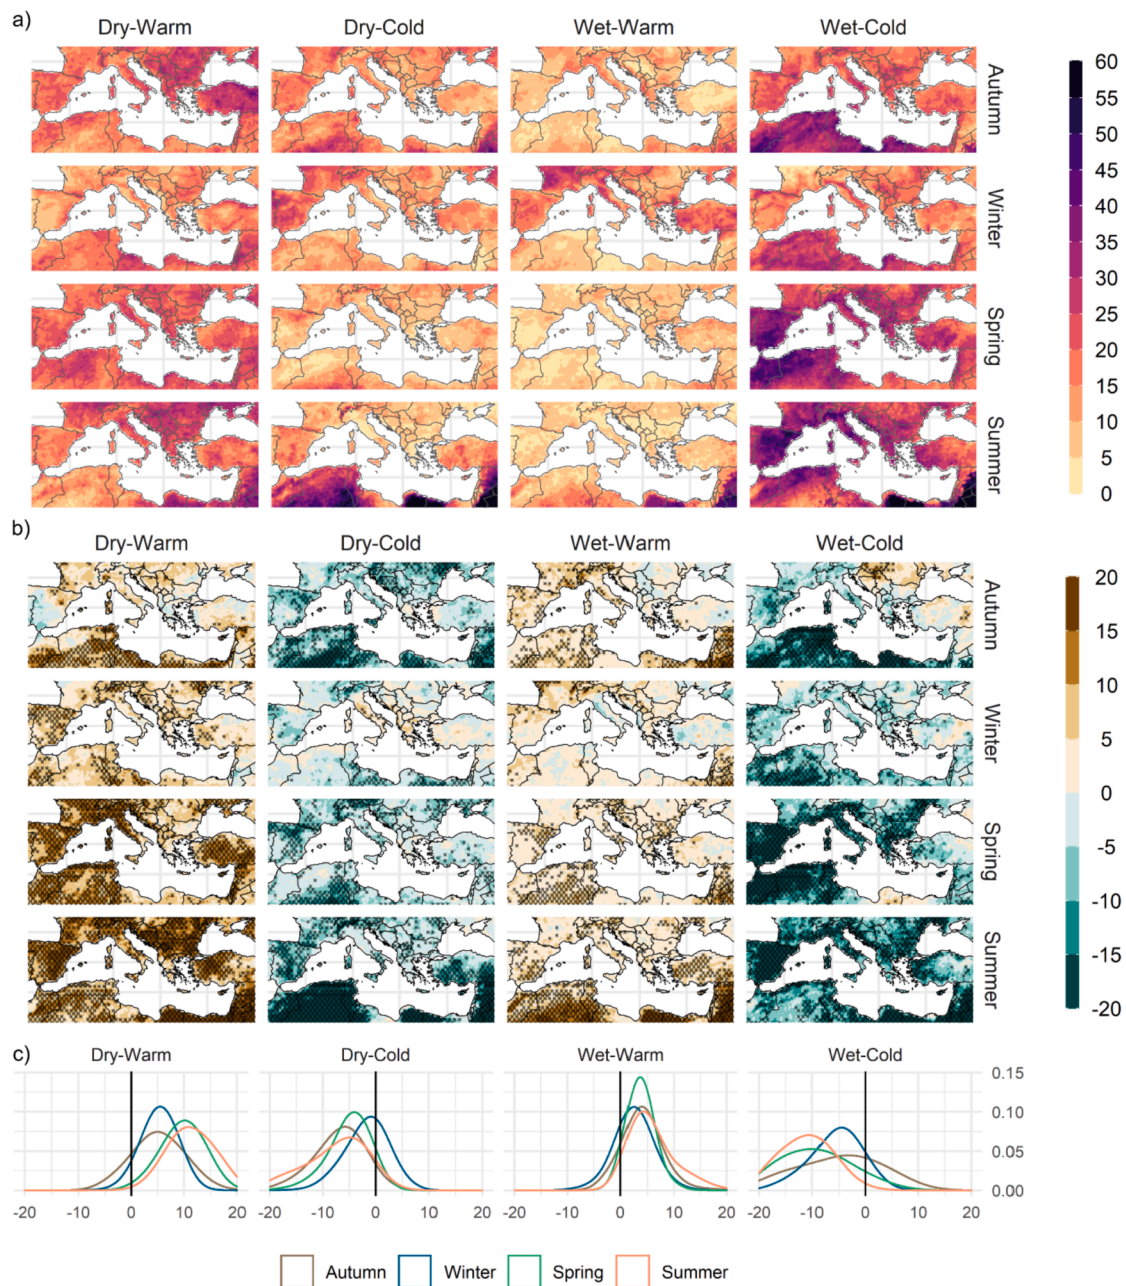 a)
Dry-Warm Dry-Cold Wet-Warm Wet-Cold
Autumn
Winter
Spring
Summer
60
55
50
45
40
35
30
25
20
15
10
5
0
b)
Dry-Warm Dry-Cold Wet-Warm Wet-Cold
Autumn
Winter
Spring
Summer
20
15
10
5
0
-5
-10
-15
-20
c)
Dry-Warm Dry-Cold Wet-Warm Wet-Cold
0.15
0.10
0.05
0.00
-20 -10 0 10 20 -20 -10 0 10 20 -20 -10 0 10 20 -20 -10 0 10 20
Autumn Winter Spring Summer